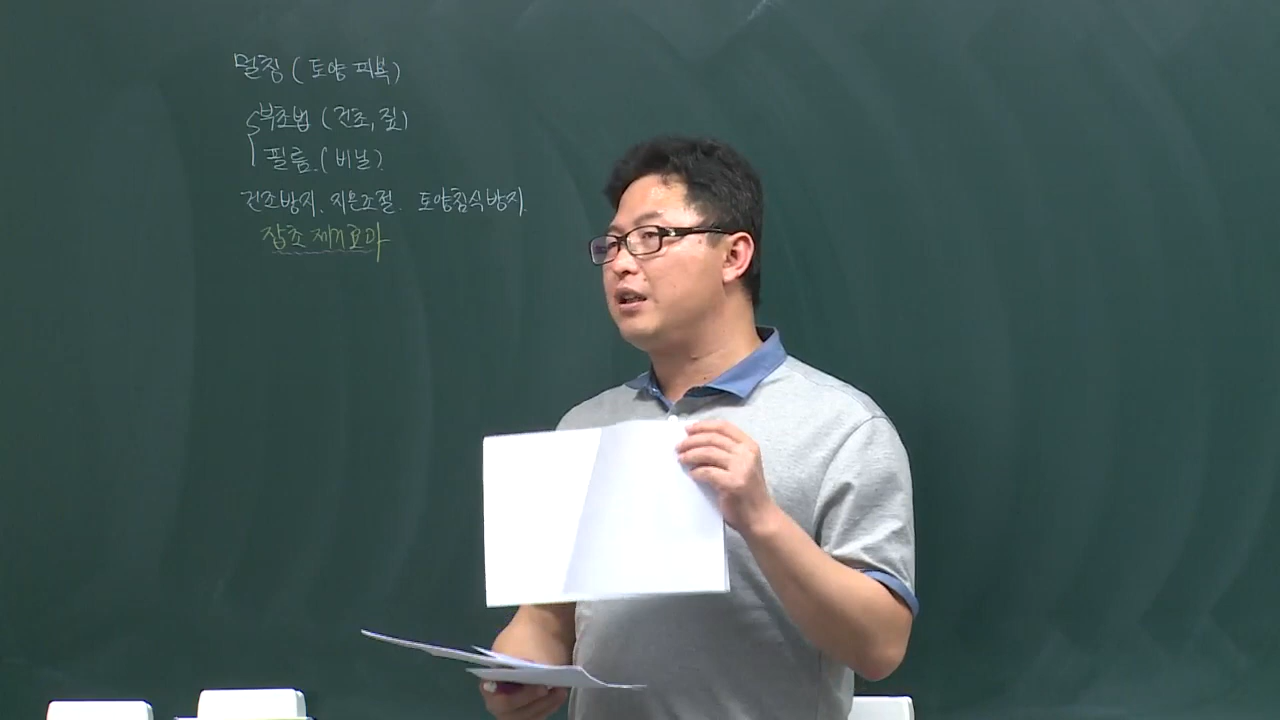 멀칭 (토양 피복)
부초법 (건초, 짚)
필름 (비닐)
건조방지. 지온조절. 토양침식방지.
잡초 제거효과